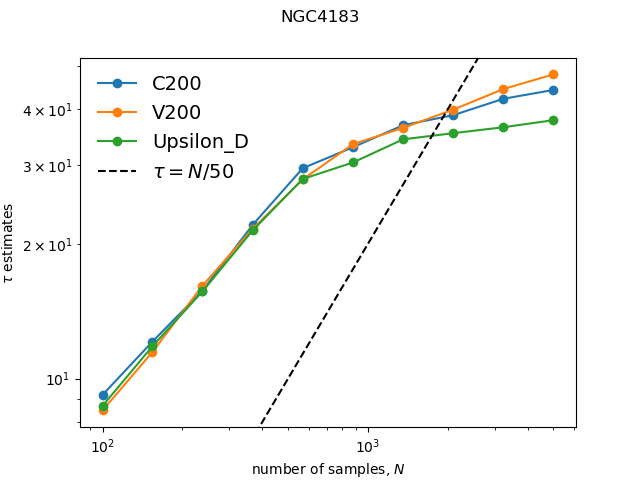 NGC4183
C200
V200
Upsilon_D
τ = N/50
4 × 10¹
3 × 10¹
2 × 10¹
10¹
τ estimates
10² 10³
number of samples, N